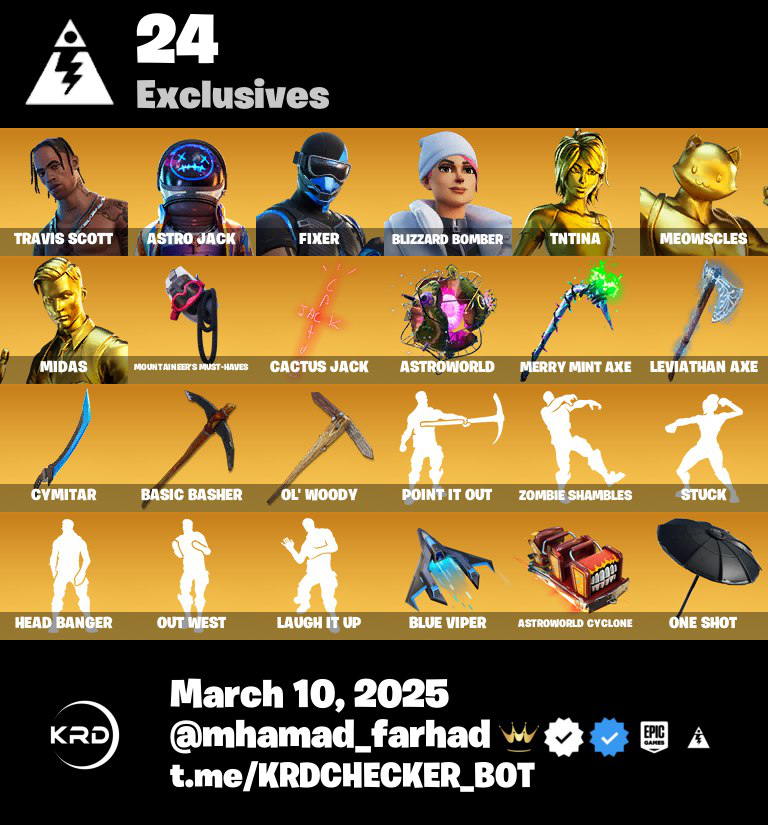 24
Exclusives
TRAVIS SCOTT
ASTRO JACK
FIXER
BLIZZARD BOMBER
TNTINA
MEOWSCLES
MIDAS
MOUNTAINEER'S MUST-HAVES
CACTUS JACK
ASTROWORLD
MERRY MINT AXE
LEVIATHAN AXE
CACTUS
JACK
CYMITAR
BASIC BASHER
OL' WOODY
POINT IT OUT
ZOMBIE SHAMBLES
STUCK
HEAD BANGER
OUT WEST
LAUGH IT UP
BLUE VIPER
ASTROWORLD CYCLONE
ONE SHOT
KRD
March 10, 2025
@mhamad_farhad
EPIC
GAMES
t.me/KRDCHECKER_BOT